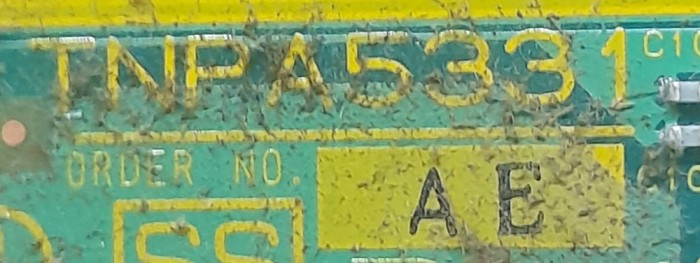 TNPA5331
ORDER NO. AE
SS